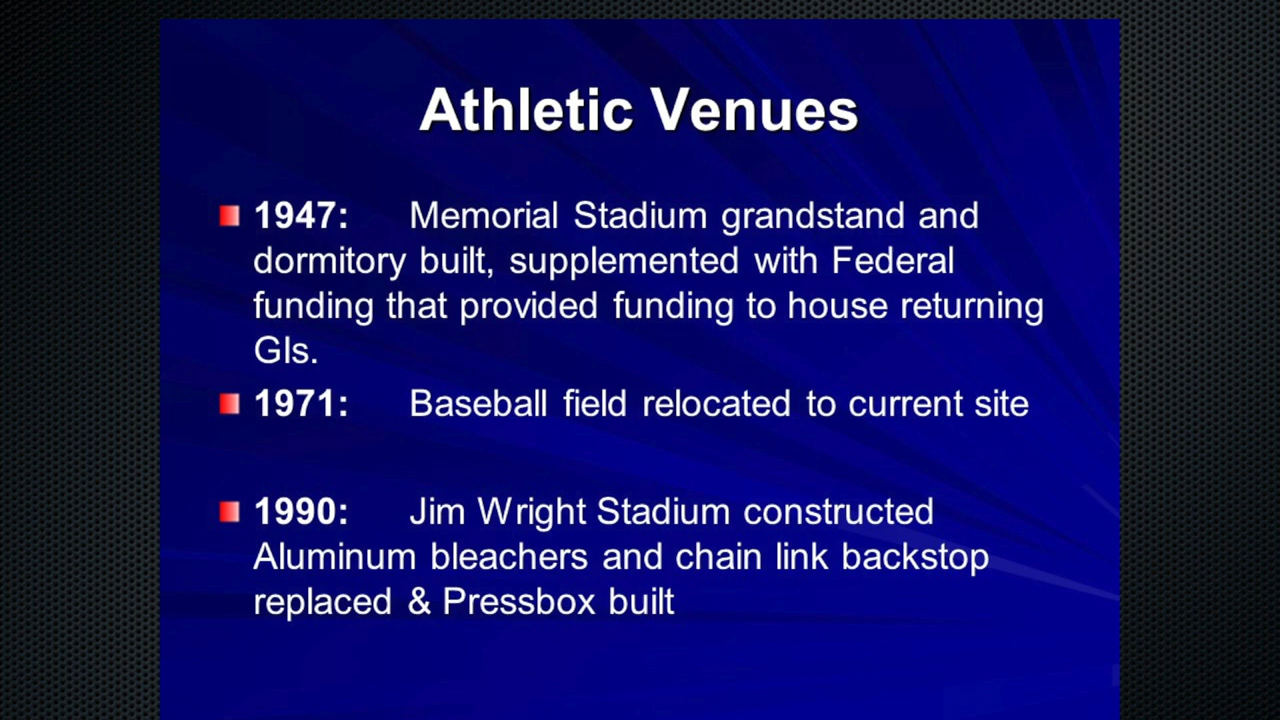 Athletic Venues
1947: Memorial Stadium grandstand and
dormitory built, supplemented with Federal
funding that provided funding to house returning
GIs.
1971: Baseball field relocated to current site
1990: Jim Wright Stadium constructed
Aluminum bleachers and chain link backstop
replaced & Pressbox built